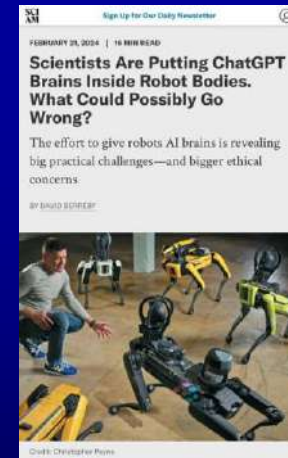 SCI
AM
Sign Up for Our Daily Newsletter
FEBRUARY 21, 2024 | 16 MIN READ
Scientists Are Putting ChatGPT
Brains Inside Robot Bodies.
What Could Possibly Go
Wrong?
The effort to give robots AI brains is revealing
big practical challenges—and bigger ethical
concerns
BY DAVID BERREBY
Credit: Christopher Payne